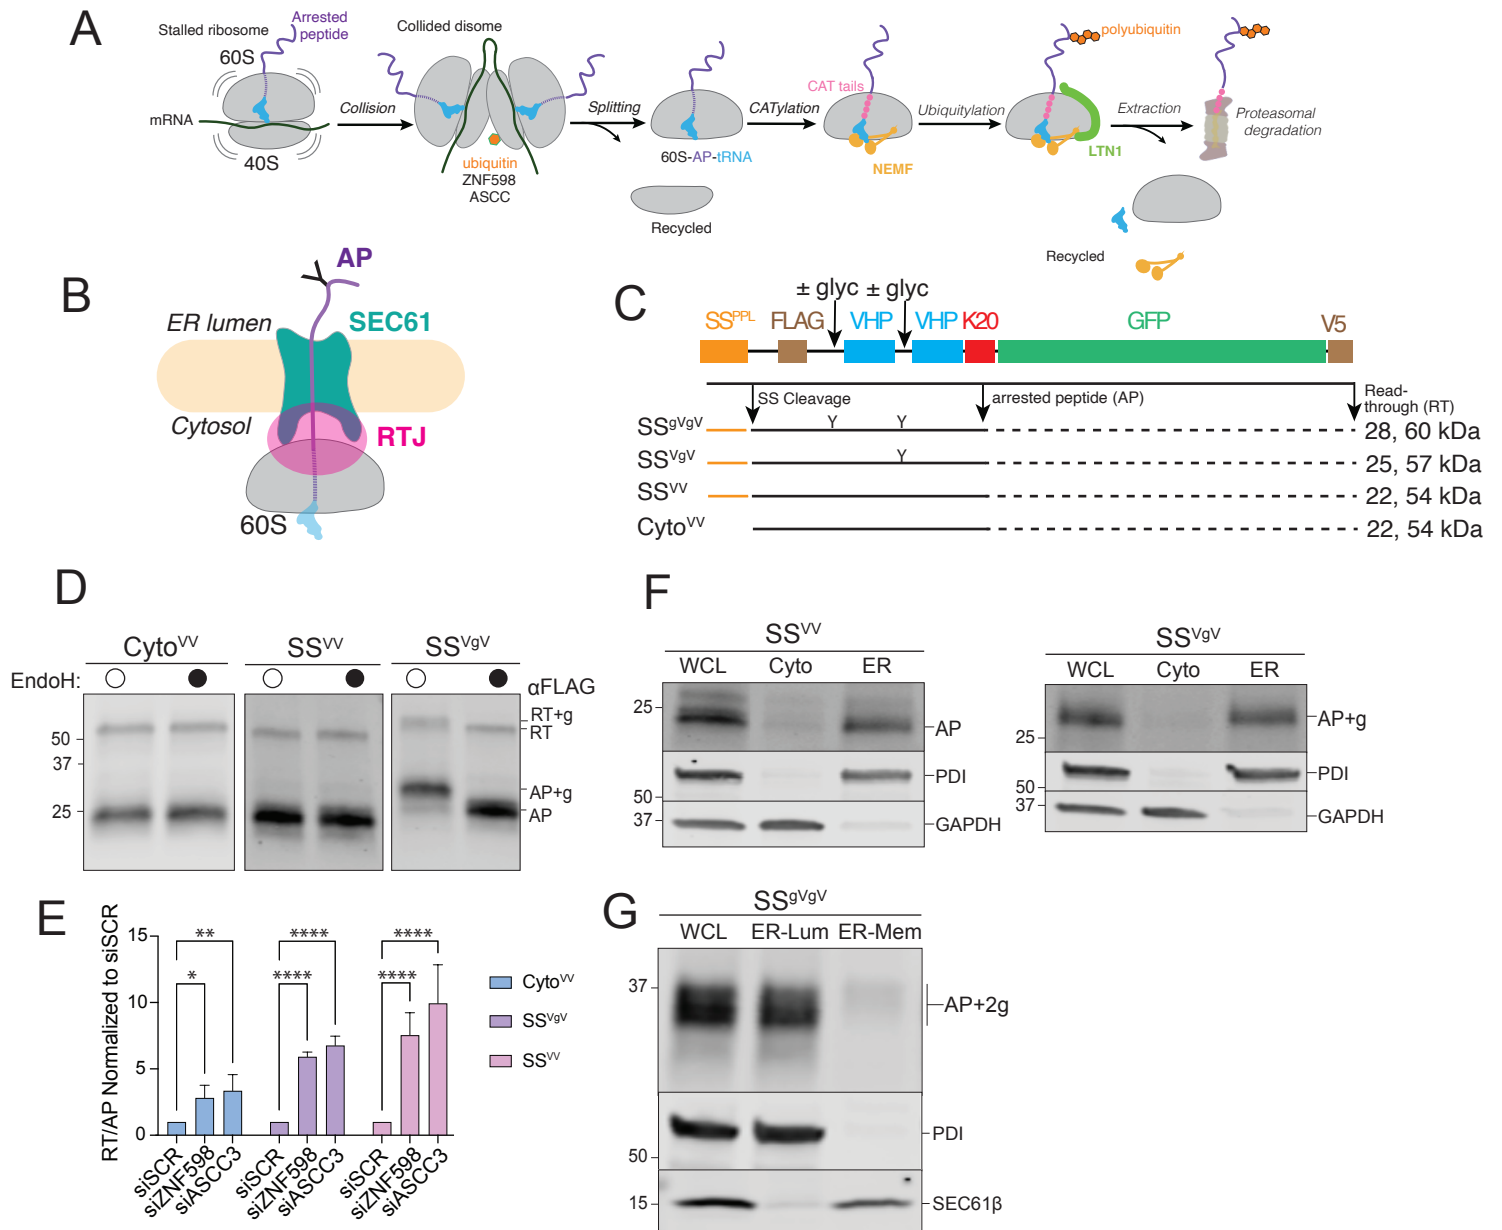 A
Stalled ribosome
Arrested
peptide
60S
mRNA
40S
Collision
Collided disome
ubiquitin
ZNF598
ASCC
Splitting
60S-AP-tRNA
Recycled
CATylation
CAT tails
NEMF
Ubiquitylation
polyubiquitin
LTN1
Extraction
Proteasomal
degradation
Recycled
B
AP
ER lumen
SEC61
Cytosol
RTJ
60S
C
± glyc ± glyc
SSPPL FLAG VHP VHP K20 GFP V5
SS Cleavage
arrested peptide (AP)
Read-
through (RT)
SSgVgV Y Y 28, 60 kDa
SSVgV Y 25, 57 kDa
SSVV 22, 54 kDa
CytoVV 22, 54 kDa
D
CytoVV SSVV SSVgV
EndoH:
αFLAG
RT+g
RT
50
37
AP+g
25
AP
E
RT/AP Normalized to siSCR
15
10
5
0
** **** ****
* **** ****
siSCR siZNF598 siASCC3 siSCR siZNF598 siASCC3 siSCR siZNF598 siASCC3
CytoVV
SSVgV
SSVV
F
SSVV
WCL Cyto ER
25
AP
PDI
50
37
GAPDH
SSVgV
WCL Cyto ER
AP+g
25
PDI
50
37
GAPDH
G
SSgVgV
WCL ER-Lum ER-Mem
37
AP+2g
PDI
50
15
SEC61β